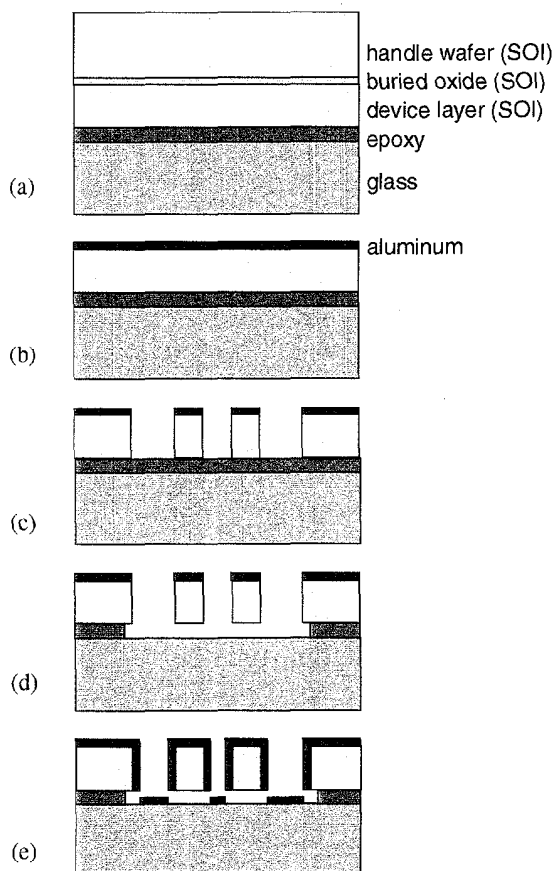 handle wafer (SOI)
buried oxide (SOI)
device layer (SOI)
epoxy
glass
(a)
aluminum
(b)
(c)
(d)
(e)